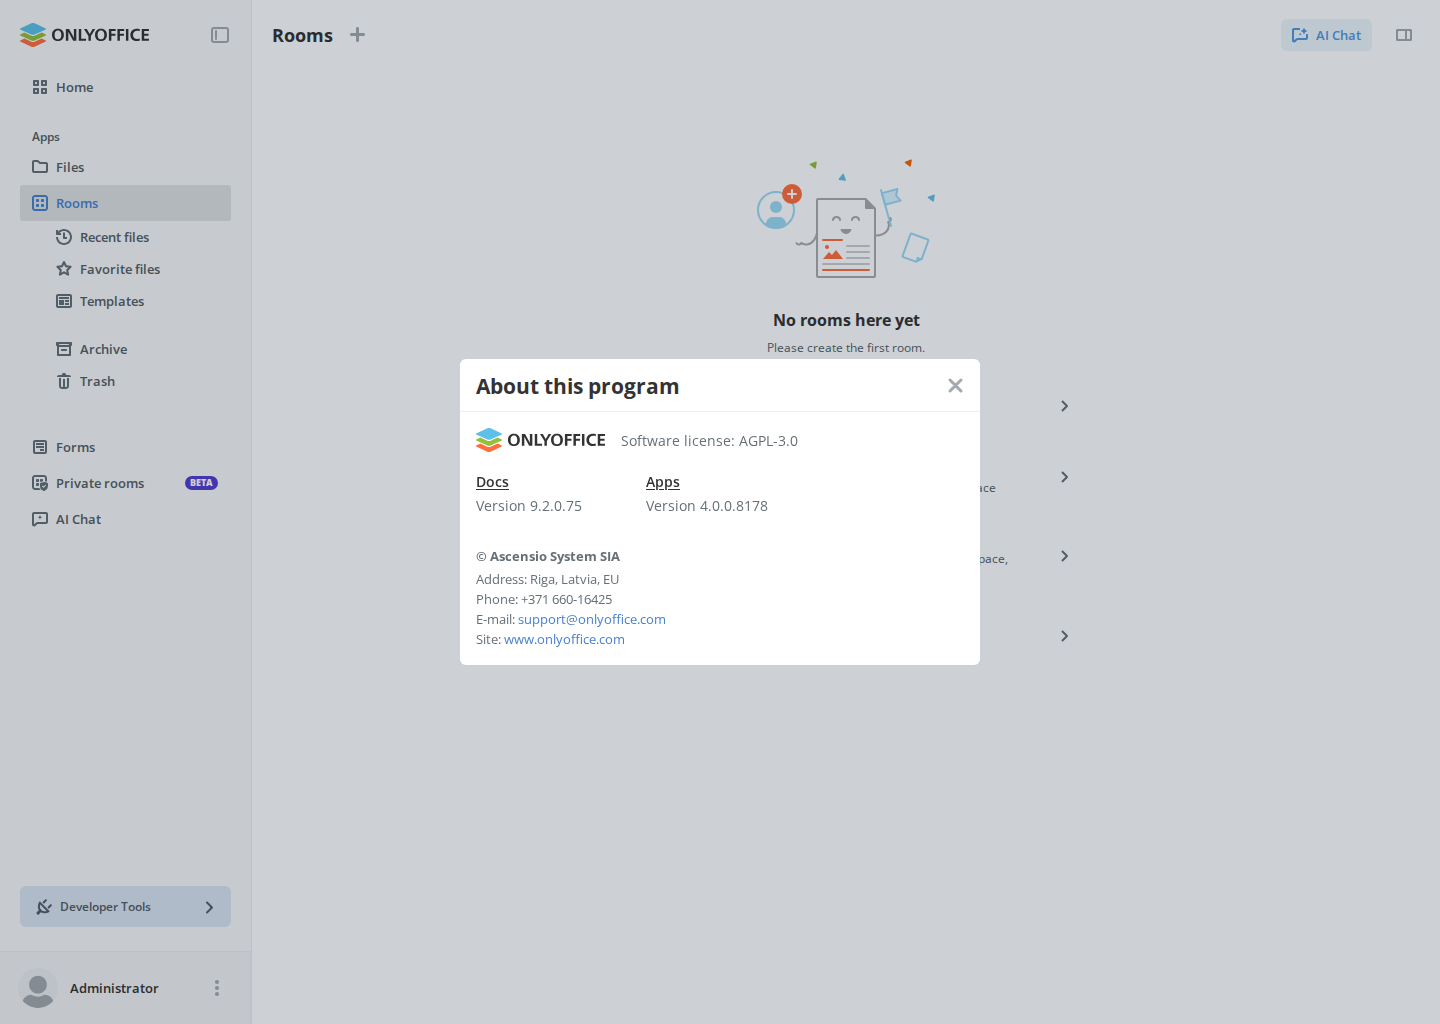 ONLYOFFICE
Rooms
AI Chat
Home
Apps
Files
Rooms
Recent files
Favorite files
Templates
Archive
Trash
Forms
Private rooms
BETA
AI Chat
Developer Tools
Administrator
No rooms here yet
Please create the first room.
About this program
ONLYOFFICE Software license: AGPL-3.0
Docs Apps
Version 9.2.0.75 Version 4.0.0.8178
© Ascensio System SIA
Address: Riga, Latvia, EU
Phone: +371 660-16425
E-mail: support@onlyoffice.com
Site: www.onlyoffice.com